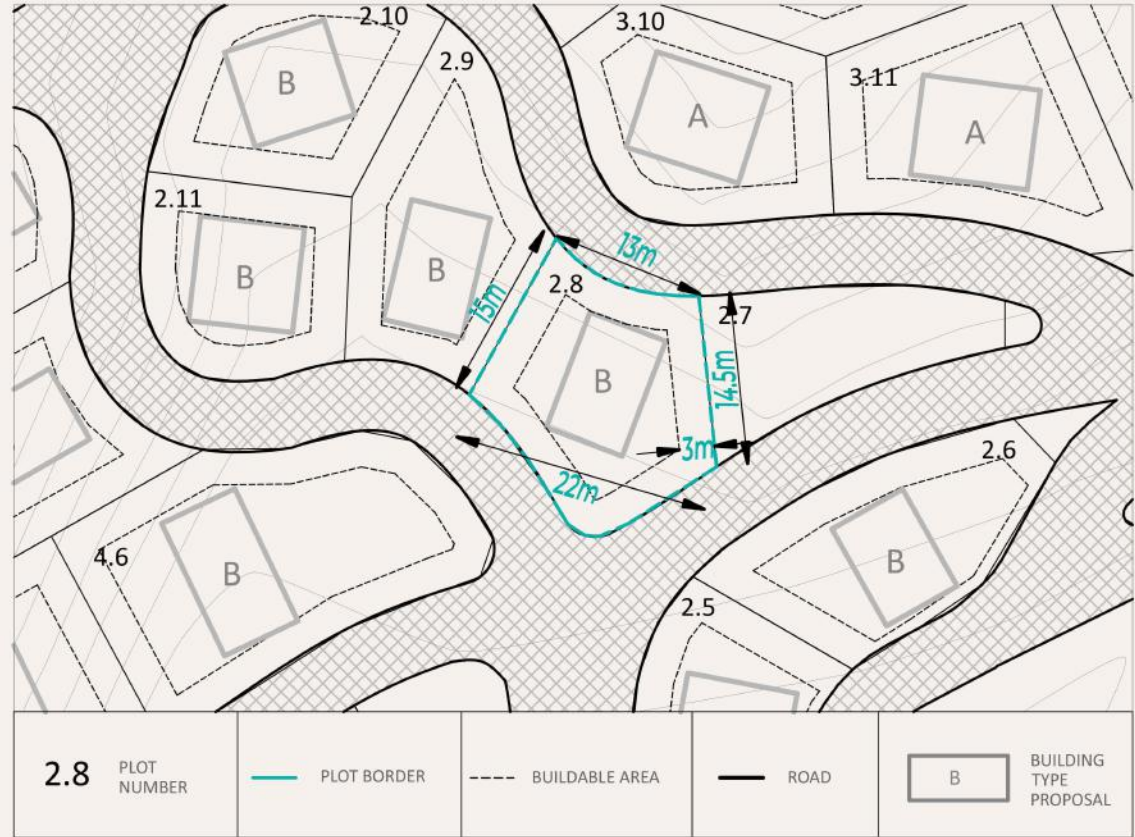 2.10
3.10
2.9
3.11
B
A
A
2.11
B
B
13m
2.8
15m
2.7
B
14.5m
3m
22m
2.6
4.6
B
B
2.5
2.8
PLOT
NUMBER
PLOT BORDER
BUILDABLE AREA
ROAD
B
BUILDING
TYPE
PROPOSAL